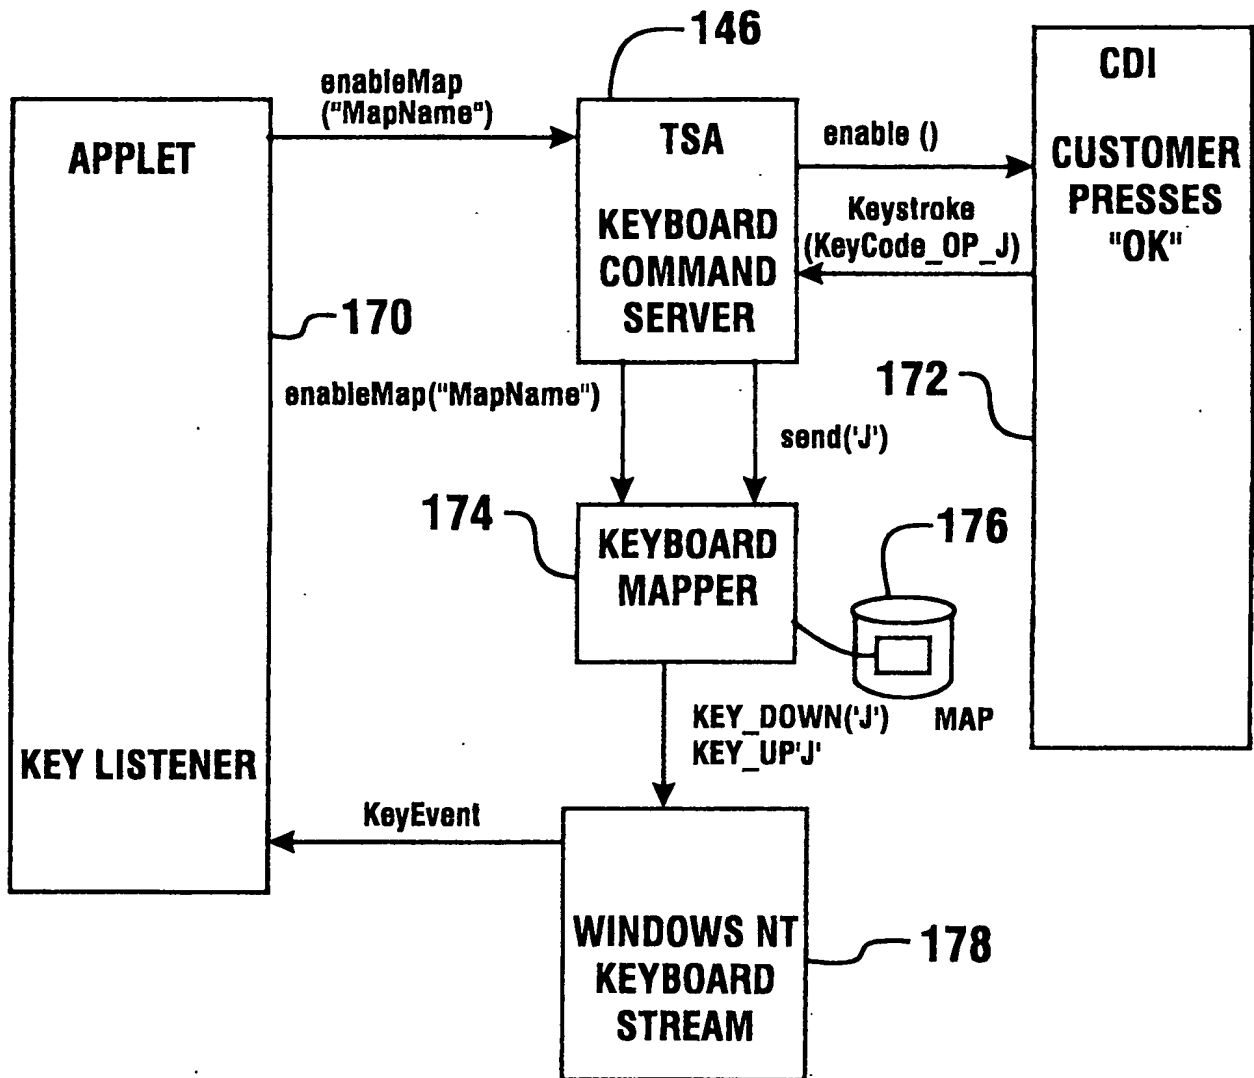 146
CDI
enableMap
("MapName")
APPLET
TSA
enable ()
CUSTOMER
PRESSES
"OK"
KEYBOARD
COMMAND
SERVER
Keystroke
(KeyCode_OP_J)
170
172
enableMap("MapName")
send('J')
174
KEYBOARD
MAPPER
176
KEY_DOWN('J')
KEY_UP'J'
MAP
KEY LISTENER
KeyEvent
WINDOWS NT
KEYBOARD
STREAM
178